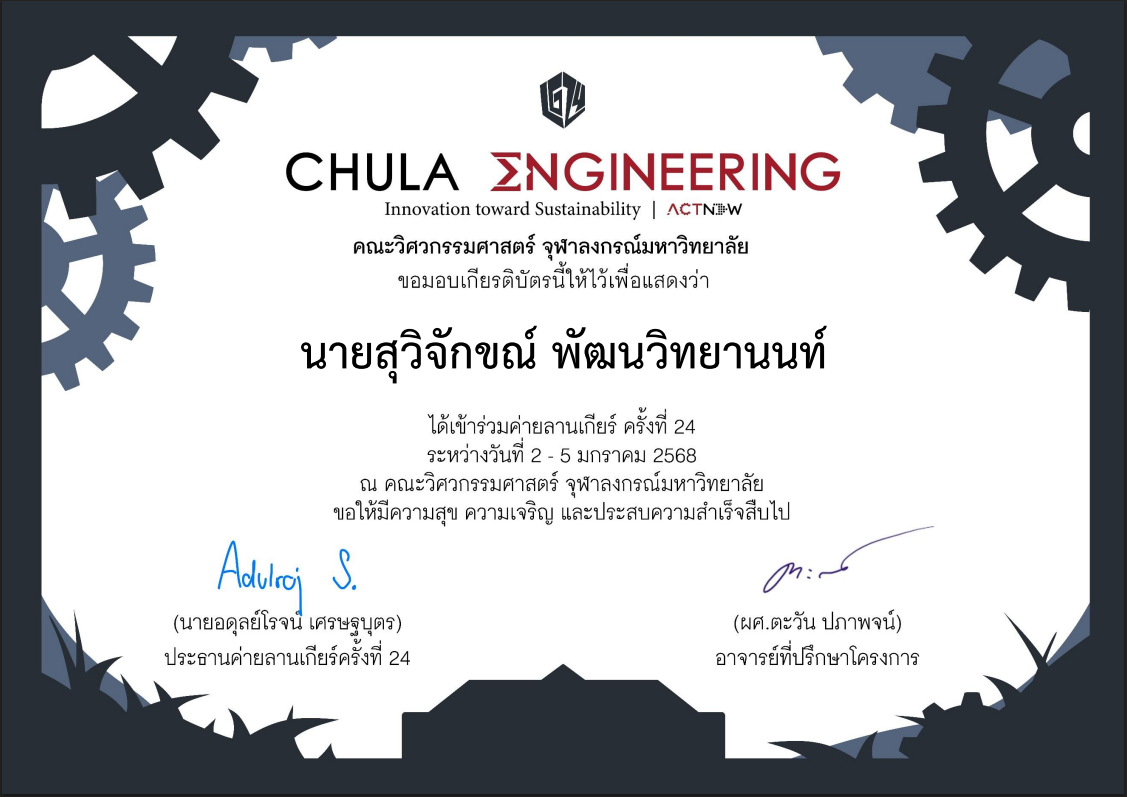 CHULA ΣNGINEERING
Innovation toward Sustainability | ACTNOW
คณะวิศวกรรมศาสตร์ จุฬาลงกรณ์มหาวิทยาลัย
ขอมอบเกียรติบัตรนี้ให้ไว้เพื่อแสดงว่า
นายสุวิจักขณ์ พัฒนวิทยานนท์
ได้เข้าร่วมค่ายลานเกียร์ ครั้งที่ 24
ระหว่างวันที่ 2 - 5 มกราคม 2568
ณ คณะวิศวกรรมศาสตร์ จุฬาลงกรณ์มหาวิทยาลัย
ขอให้มีความสุข ความเจริญ และประสบความสำเร็จสืบไป
Adulroj S.
(นายอดุลย์โรจน์ เศรษฐบุตร)
ประธานค่ายลานเกียร์ครั้งที่ 24
(ผศ.ตะวัน ปภาพจน์)
อาจารย์ที่ปรึกษาโครงการ